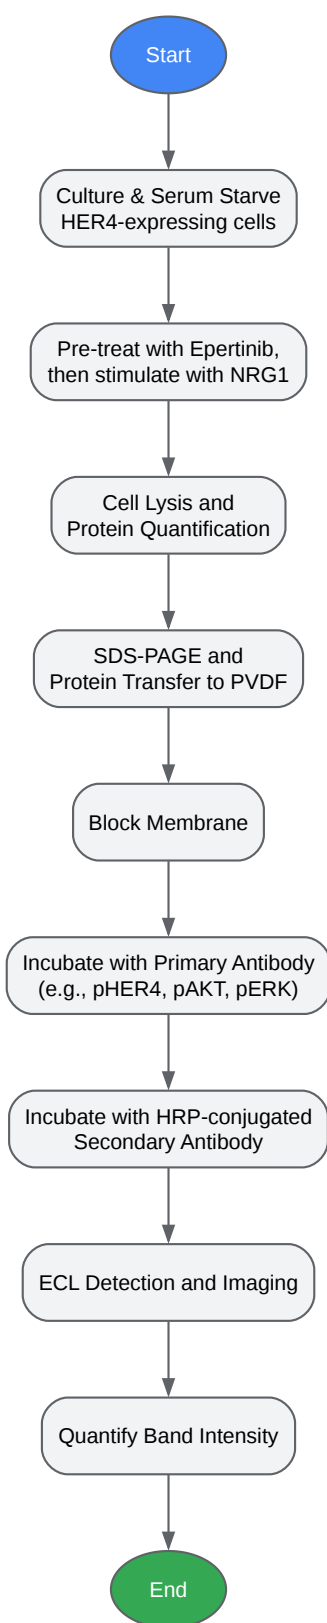 Start
Culture & Serum Starve
HER4-expressing cells
Pre-treat with Epertinib,
then stimulate with NRG1
Cell Lysis and
Protein Quantification
SDS-PAGE and
Protein Transfer to PVDF
Block Membrane
Incubate with Primary Antibody
(e.g., pHER4, pAKT, pERK)
Incubate with HRP-conjugated
Secondary Antibody
ECL Detection and Imaging
Quantify Band Intensity
End